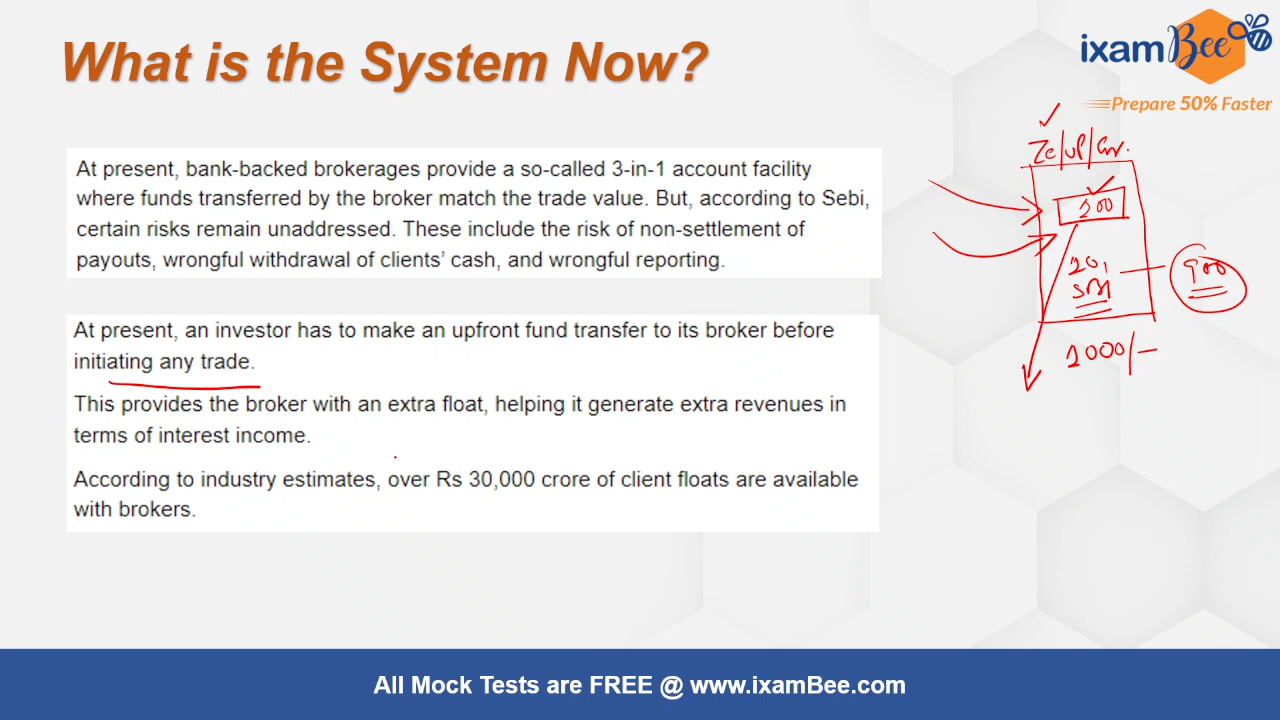 What is the System Now?
ixamBee
Prepare 50% Faster
At present, bank-backed brokerages provide a so-called 3-in-1 account facility
where funds transferred by the broker match the trade value. But, according to Sebi,
certain risks remain unaddressed. These include the risk of non-settlement of
payouts, wrongful withdrawal of clients' cash, and wrongful reporting.
At present, an investor has to make an upfront fund transfer to its broker before
initiating any trade.
This provides the broker with an extra float, helping it generate extra revenues in
terms of interest income.
According to industry estimates, over Rs 30,000 crore of client floats are available
with brokers.
SBI
All Mock Tests are FREE @ www.ixamBee.com